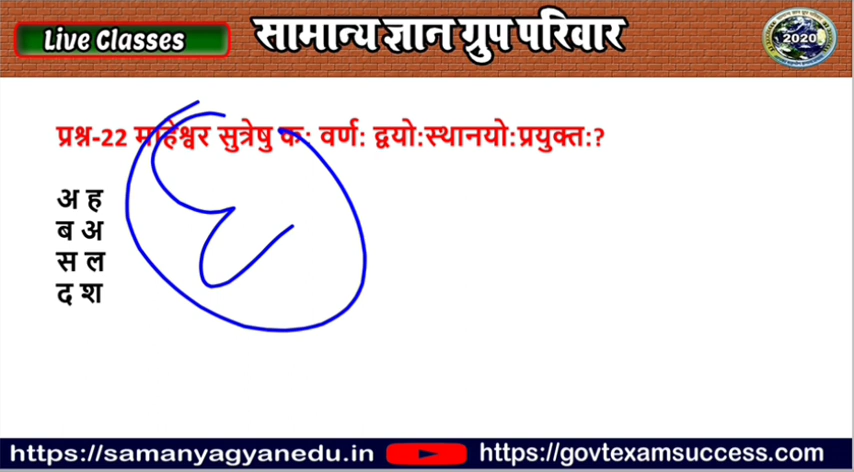 Live Classes
सामान्य ज्ञान ग्रुप परिवार
2020
प्रश्न-22 माहेश्वर सुत्रेषु क: वर्ण: द्वयो:स्थानयो:प्रयुक्त:?
अ ह
ब अ
स ल
द श
https://samanyagyanedu.in
https://govtexamsuccess.com